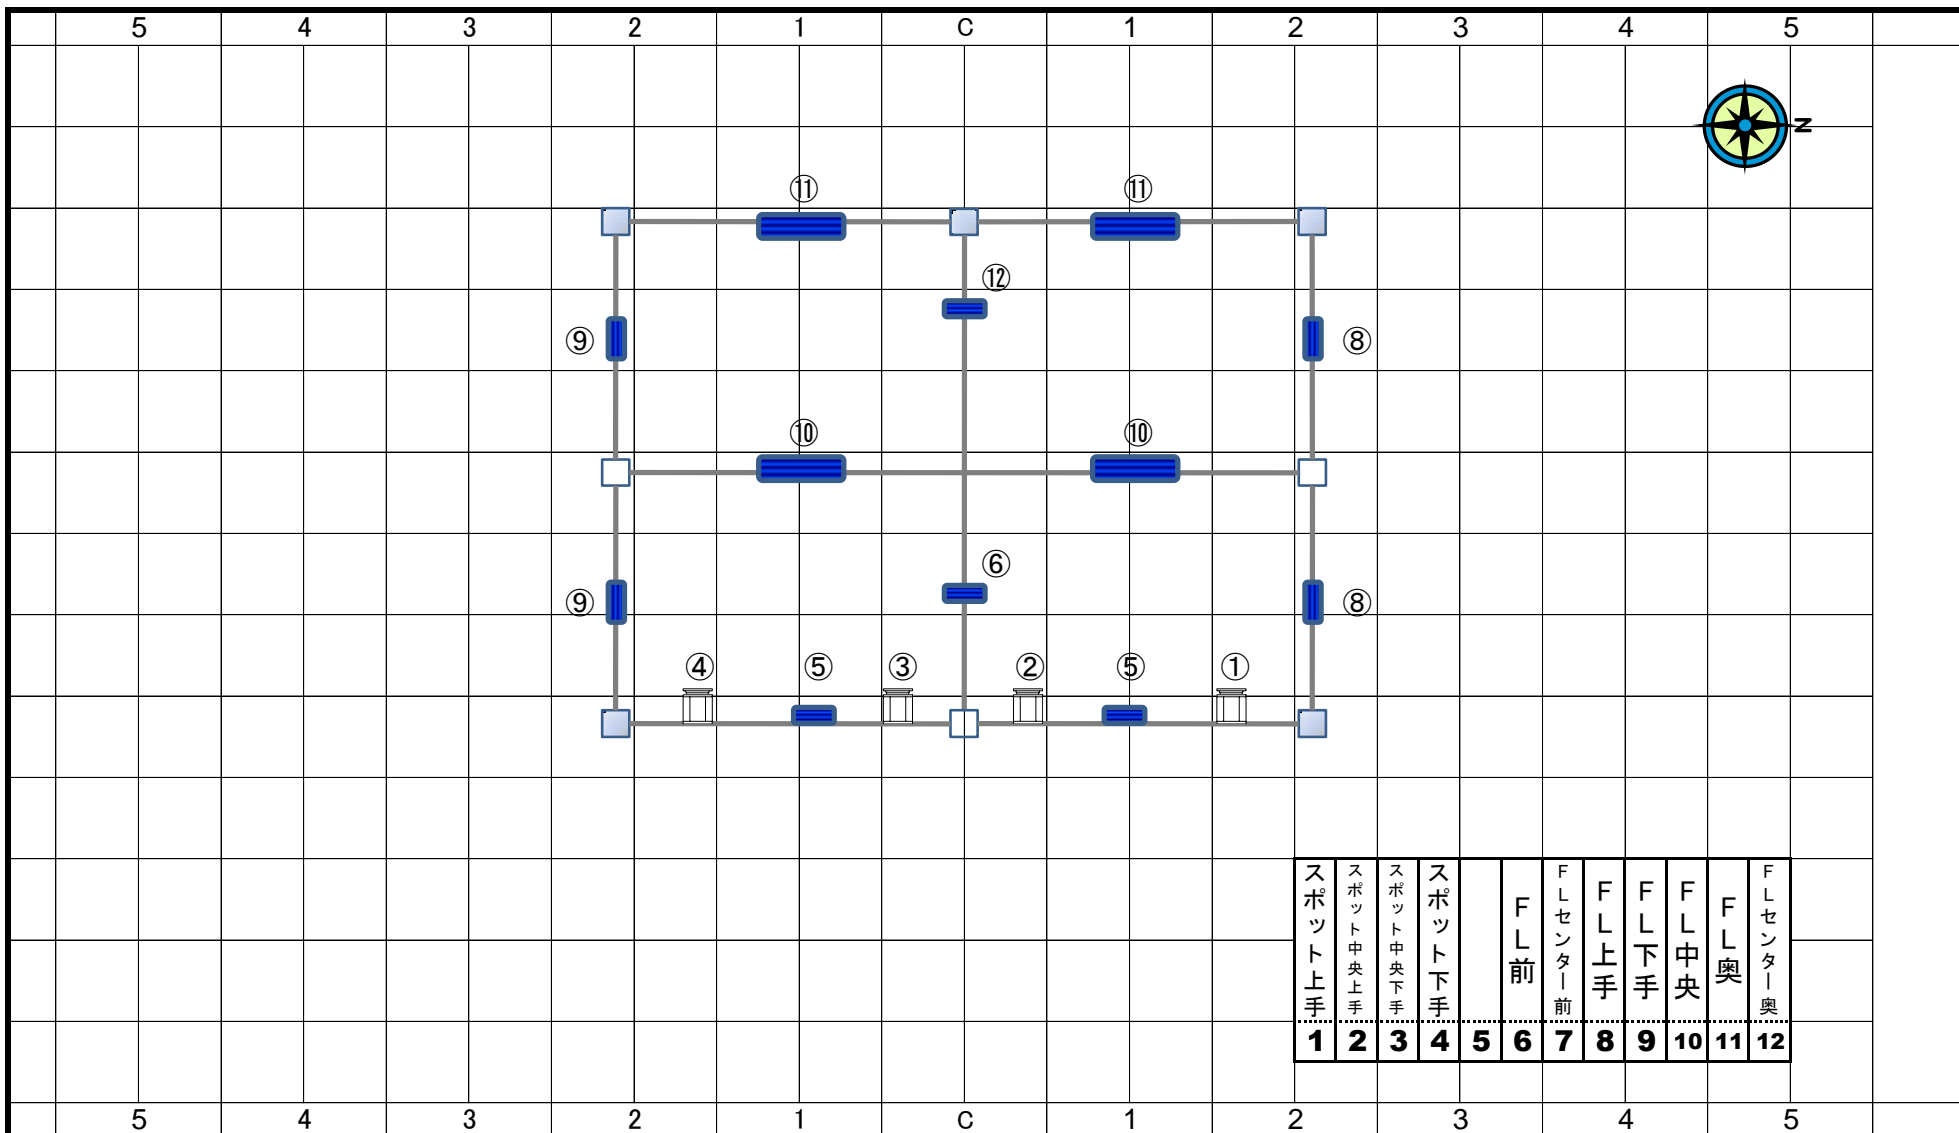 5 4 3 2 1 C 1 2 3 4 5
N
⑪ ⑪
⑫
⑨ ⑧
⑩ ⑩
⑥
⑨ ⑧
④ ⑤ ③ ② ⑤ ①
スポット上手
スポット中央上手
スポット中央下手
スポット下手
FL前
FLセンター前
FL上手
FL下手
FL中央
FL奥
FLセンター奥
1 2 3 4 5 6 7 8 9 10 11 12
5 4 3 2 1 C 1 2 3 4 5